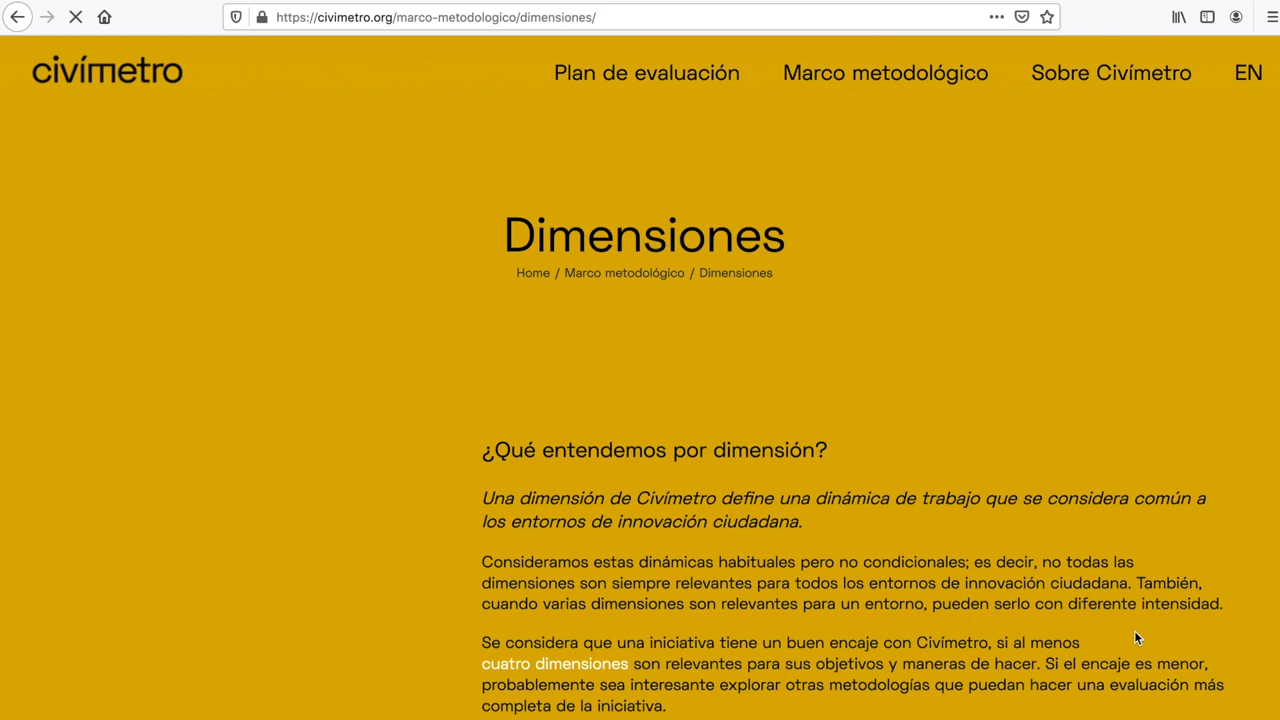 https://civimetro.org/marco-metodologico/dimensiones/
civímetro
Plan de evaluación
Marco metodológico
Sobre Civímetro
EN
Dimensiones
Home / Marco metodológico / Dimensiones
¿Qué entendemos por dimensión?
Una dimensión de Civímetro define una dinámica de trabajo que se considera común a
los entornos de innovación ciudadana.
Consideramos estas dinámicas habituales pero no condicionales; es decir, no todas las
dimensiones son siempre relevantes para todos los entornos de innovación ciudadana. También,
cuando varias dimensiones son relevantes para un entorno, pueden serlo con diferente intensidad.
Se considera que una iniciativa tiene un buen encaje con Civímetro, si al menos
cuatro dimensiones son relevantes para sus objetivos y maneras de hacer. Si el encaje es menor,
probablemente sea interesante explorar otras metodologías que puedan hacer una evaluación más
completa de la iniciativa.